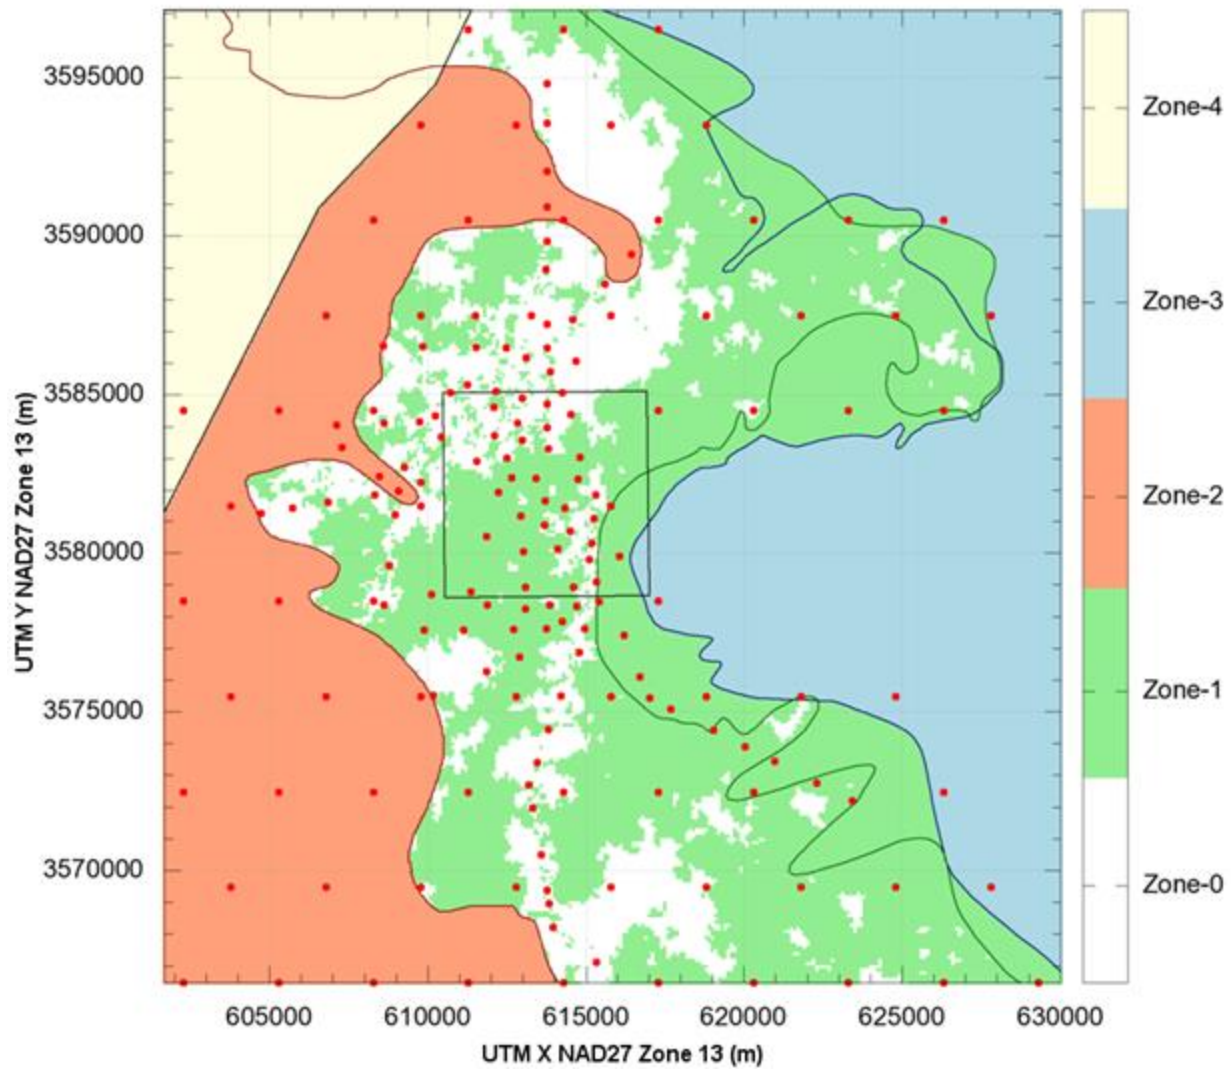 3595000
3590000
3585000
3580000
3575000
3570000
UTM Y NAD27 Zone 13 (m)
605000 610000 615000 620000 625000 630000
UTM X NAD27 Zone 13 (m)
Zone-4
Zone-3
Zone-2
Zone-1
Zone-0